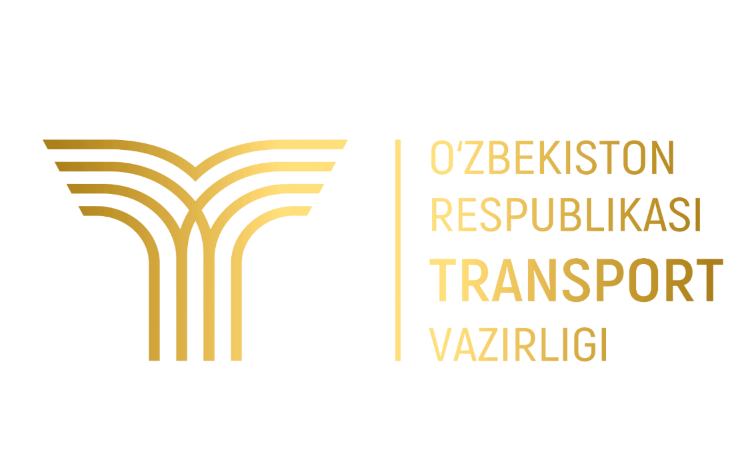 O‘ZBEKISTON
RESPUBLIKASI
TRANSPORT
VAZIRLIGI